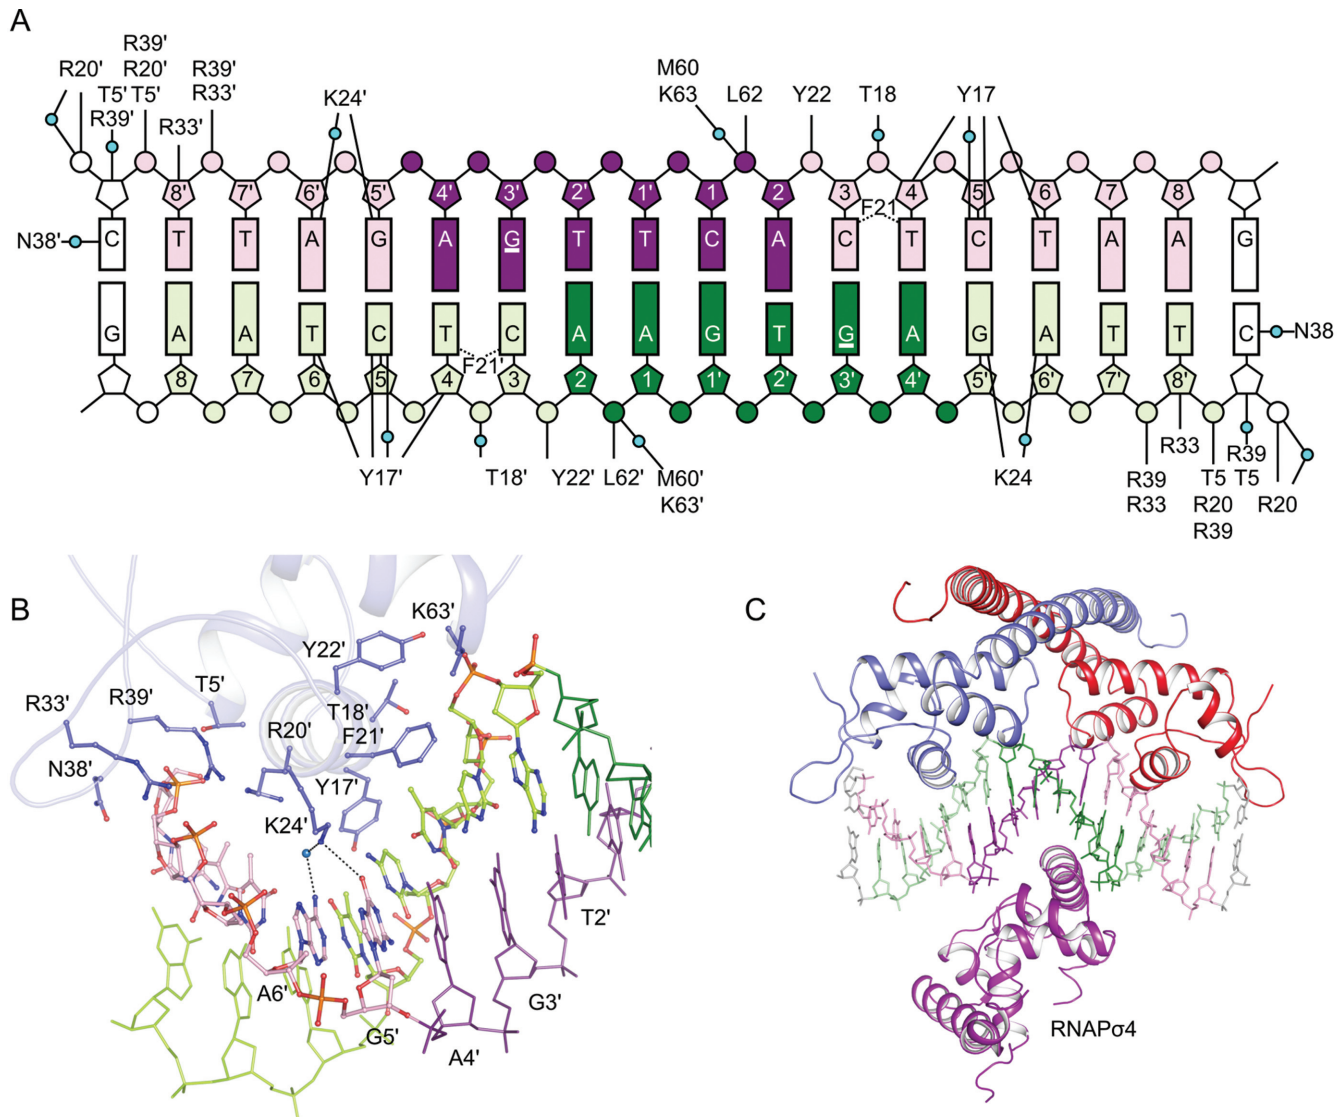 A
R39'
R20' R20' R39' M60
T5' T5' R33' K24' K63 L62 Y22 T18 Y17
R39' R33'
8' 7' 6' 5' 4' 3' 2' 1' 1 2 3 4 5 6 7 8
F21
N38' C T T A G A G T T C A C T C T A A G
G A A T C T C A A G T G A G A T T C N38
F21'
8 7 6 5 4 3 2 1 1' 2' 3' 4' 5' 6' 7' 8'
R33 R39
Y17' T18' Y22' L62' M60' K24 R39 T5 T5
K63' R33 R20 R20
R39
B
K63'
Y22'
T5'
R39'
R33'
T18'
R20'
F21'
N38'
Y17'
K24'
T2'
A6'
G3'
G5'
A4'
C
RNAPσ4